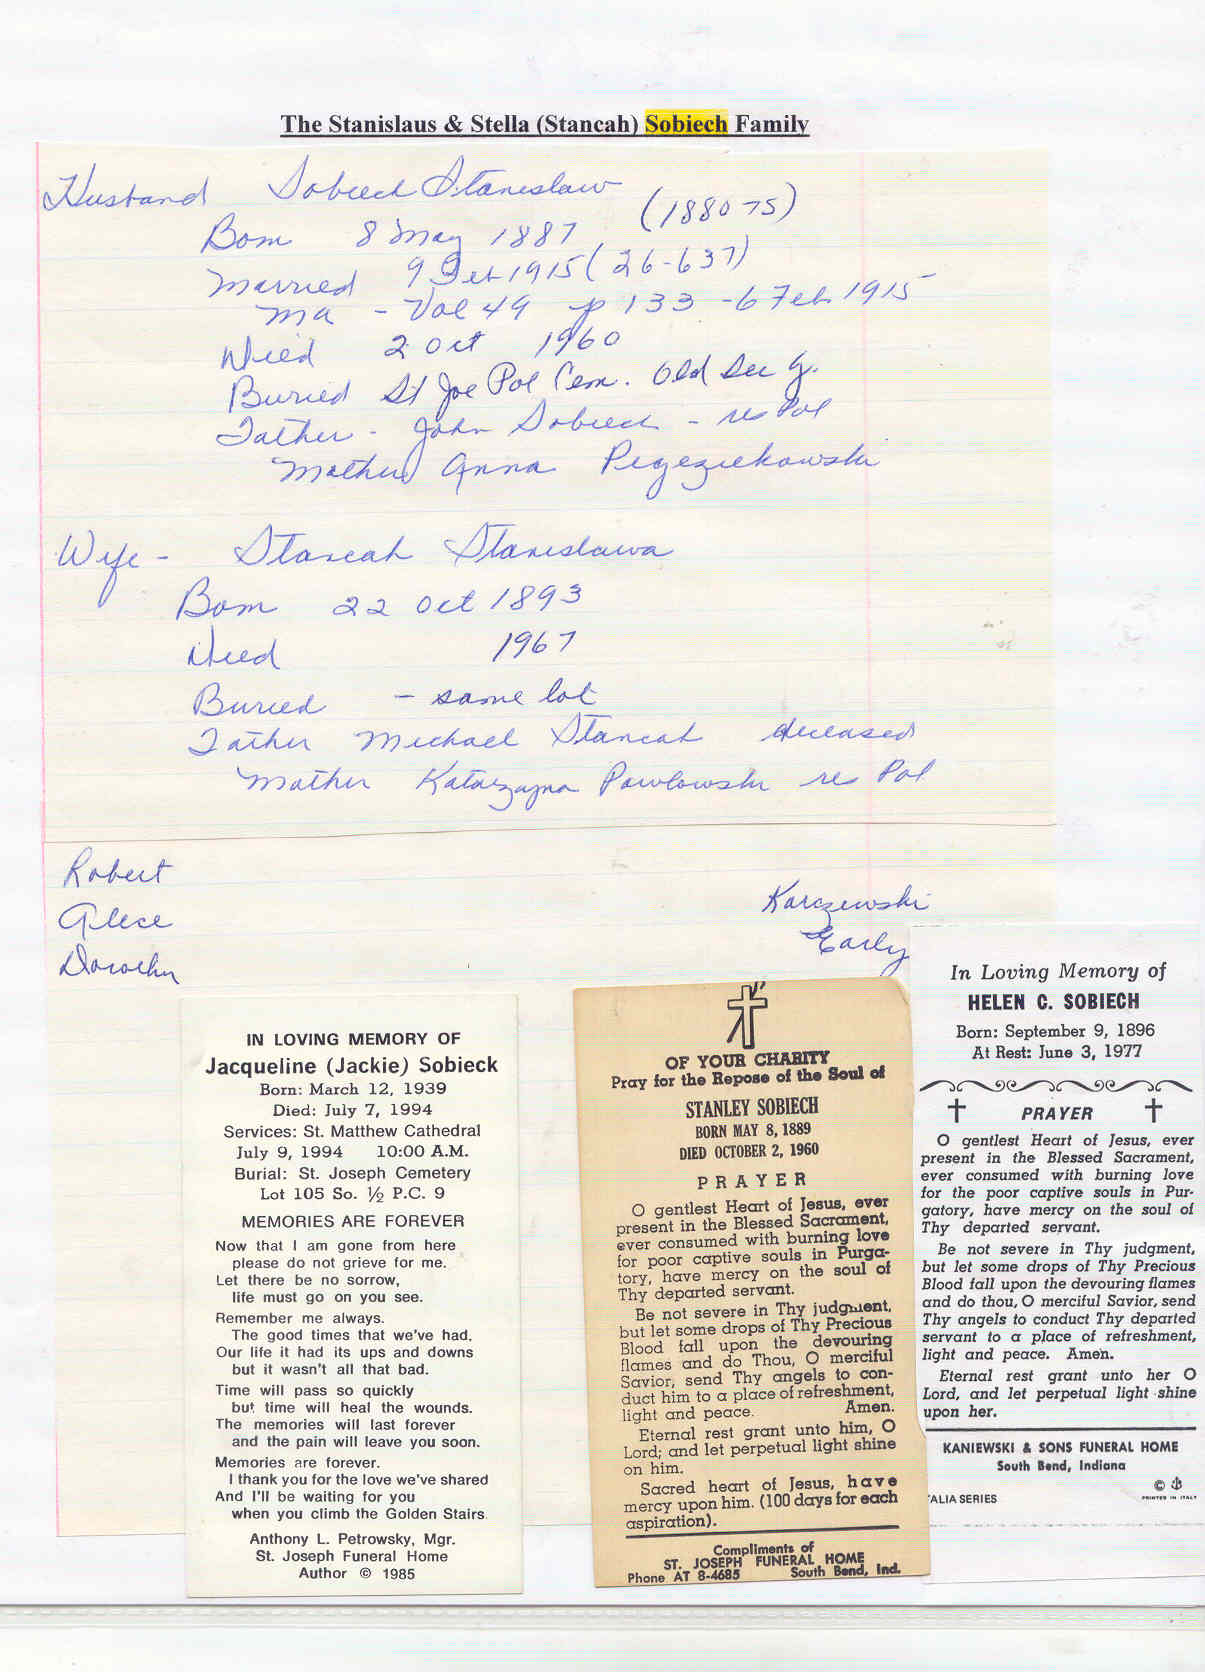 The Stanislaus & Stella (Stancah) Sobiech Family
Husband Sobiech Stanislaw
Born 8 May 1887 (1880 75)
Married 9 Feb 1915 (26-637)
Ma - Vol 49 p 133 - 6 Feb 1915
Died 2 Oct 1960
Buried St Joe Pol Cem. Old Sec G.
Father - John Sobiech - res Pol
Mother Anna
Wife - Stancah Stanislawa
Born 22 Oct 1893
Died 1967
Buried - same lot
Father Michael Stancah deceased
Mother Katarzayna Pawlowski res Pol
Robert
Alice Karczewski
Dorothy Early
IN LOVING MEMORY OF
Jacqueline (Jackie) Sobieck
Born: March 12, 1939
Died: July 7, 1994
Services: St. Matthew Cathedral
July 9, 1994 10:00 A.M.
Burial: St. Joseph Cemetery
Lot 105 So. ½ P.C. 9
MEMORIES ARE FOREVER
Now that I am gone from here
please do not grieve for me.
Let there be no sorrow,
life must go on you see.
Remember me always.
The good times that we've had.
Our life it had its ups and downs
but it wasn't all that bad.
Time will pass so quickly
but time will heal the wounds.
The memories will last forever
and the pain will leave you soon.
Memories are forever.
I thank you for the love we've shared
And I'll be waiting for you
when you climb the Golden Stairs.
Anthony L. Petrowsky, Mgr.
St. Joseph Funeral Home
Author © 1985
OF YOUR CHARITY
Pray for the Repose of the Soul of
STANLEY SOBIECH
BORN MAY 8, 1889
DIED OCTOBER 2, 1960
PRAYER
O gentlest Heart of Jesus, ever
present in the Blessed Sacrament,
ever consumed with burning love
for poor captive souls in Purga-
tory, have mercy on the soul of
Thy departed servant.
Be not severe in Thy judgment,
but let some drops of Thy Precious
Blood fall upon the devouring
flames and do Thou, O merciful
Savior, send Thy angels to con-
duct him to a place of refreshment,
light and peace. Amen.
Eternal rest grant unto him, O
Lord; and let perpetual light shine
on him.
Sacred heart of Jesus, have
mercy upon him. (100 days for each
aspiration).
Compliments of
ST. JOSEPH FUNERAL HOME
Phone AT 8-4685 South Bend, Ind.
In Loving Memory of
HELEN C. SOBIECH
Born: September 9, 1896
At Rest: June 3, 1977
PRAYER
O gentlest Heart of Jesus, ever
present in the Blessed Sacrament,
ever consumed with burning love
for the poor captive souls in Pur-
gatory, have mercy on the soul of
Thy departed servant.
Be not severe in Thy judgment,
but let some drops of Thy Precious
Blood fall upon the devouring flames
and do thou, O merciful Savior, send
Thy angels to conduct Thy departed
servant to a place of refreshment,
light and peace. Amen.
Eternal rest grant unto her O
Lord, and let perpetual light shine
upon her.
KANIEWSKI & SONS FUNERAL HOME
South Bend, Indiana
©
TALIA SERIES PRINTED IN ITALY